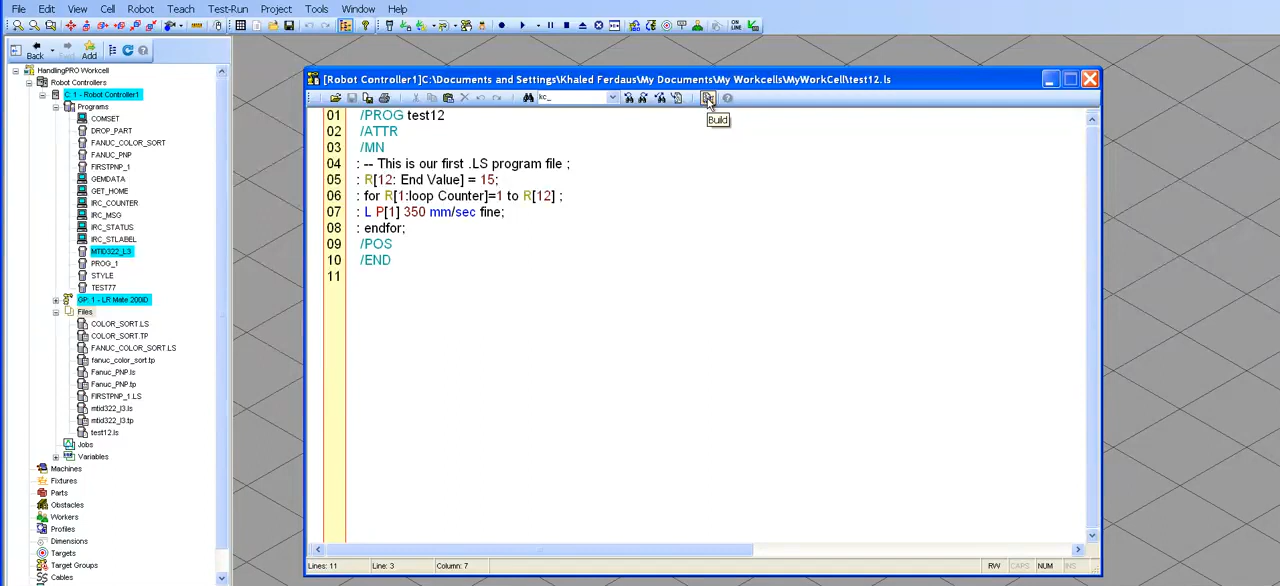 File Edit View Cell Robot Teach Test-Run Project Tools Window Help
ON LINE
Back Add
HandlingPRO Workcell
Robot Controllers
C: 1 - Robot Controller1
Programs
COMSET
DROP_PART
FANUC_COLOR_SORT
FANUC_PNP
FIRSTPNP_1
GEMDATA
GET_HOME
IRC_COUNTER
IRC_MSG
IRC_STATUS
IRC_STLABEL
MTID322_L3
PROG_1
STYLE
TEST77
GP: 1 - LR Mate 200iD
Files
COLOR_SORT.LS
COLOR_SORT.TP
FANUC_COLOR_SORT.LS
fanuc_color_sort.tp
Fanuc_PNP.ls
Fanuc_PNP.tp
FIRSTPNP_1.LS
mtid322_l3.ls
mtid322_l3.tp
test12.ls
Jobs
Variables
Machines
Fixtures
Parts
Obstacles
Workers
Profiles
Dimensions
Targets
Target Groups
Cables
[Robot Controller1]C:\Documents and Settings\Khaled Ferdaus\My Documents\My Workcells\MyWorkCell\test12.ls
kc_
Build
01 /PROG test12
02 /ATTR
03 /MN
04 : -- This is our first .LS program file ;
05 : R[12: End Value] = 15;
06 : for R[1:loop Counter]=1 to R[12] ;
07 : L P[1] 350 mm/sec fine;
08 : endfor;
09 /POS
10 /END
11
Lines: 11 Line: 3 Column: 7 RW CAPS NUM INS